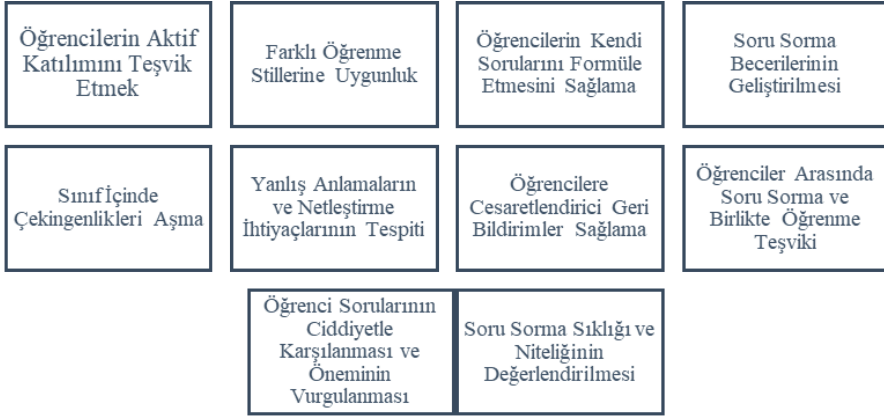 Öğrencilerin Aktif
Katılımını Teşvik
Etmek
Farklı Öğrenme
Stillerine Uygunluk
Öğrencilerin Kendi
Sorularını Formüle
Etmesini Sağlama
Soru Sorma
Becerilerinin
Geliştirilmesi
Sınıf İçinde
Çekingenlikleri Aşma
Yanlış Anlamaların
ve Netleştirme
İhtiyaçlarının Tespiti
Öğrencilere
Cesaretlendirici Geri
Bildirimler Sağlama
Öğrenciler Arasında
Soru Sorma ve
Birlikte Öğrenme
Teşviki
Öğrenci Sorularının
Ciddiyetle
Karşılanması ve
Öneminin
Vurgulanması
Soru Sorma Sıklığı ve
Niteliğinin
Değerlendirilmesi